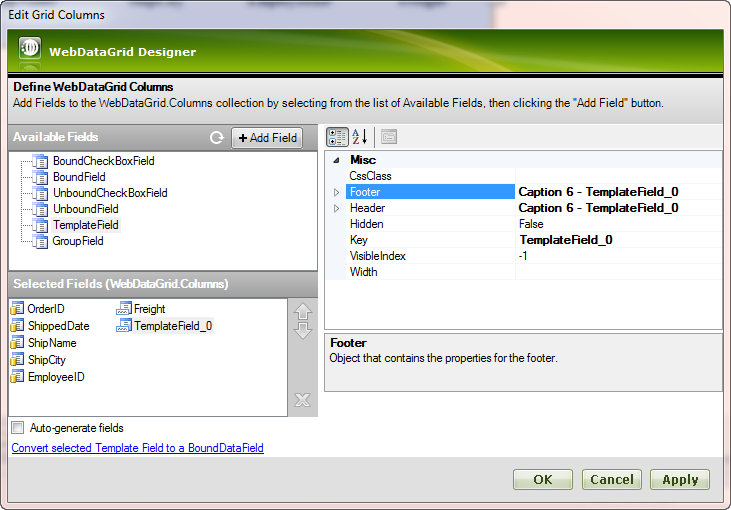 Edit Grid Columns
WebDataGrid Designer
Define WebDataGrid Columns
Add Fields to the WebDataGrid.Columns collection by selecting from the list of Available Fields, then clicking the "Add Field" button.
Available Fields
+ Add Field
BoundCheckBoxField
BoundField
UnboundCheckBoxField
UnboundField
TemplateField
GroupField
Selected Fields (WebDataGrid.Columns)
OrderID
ShippedDate
ShipName
ShipCity
EmployeeID
Freight
TemplateField_0
Auto-generate fields
Convert selected Template Field to a BoundDataField
Misc
CssClass
Footer Caption 6 - TemplateField_0
Header Caption 6 - TemplateField_0
Hidden False
Key TemplateField_0
VisibleIndex -1
Width
Footer
Object that contains the properties for the footer.
OK Cancel Apply